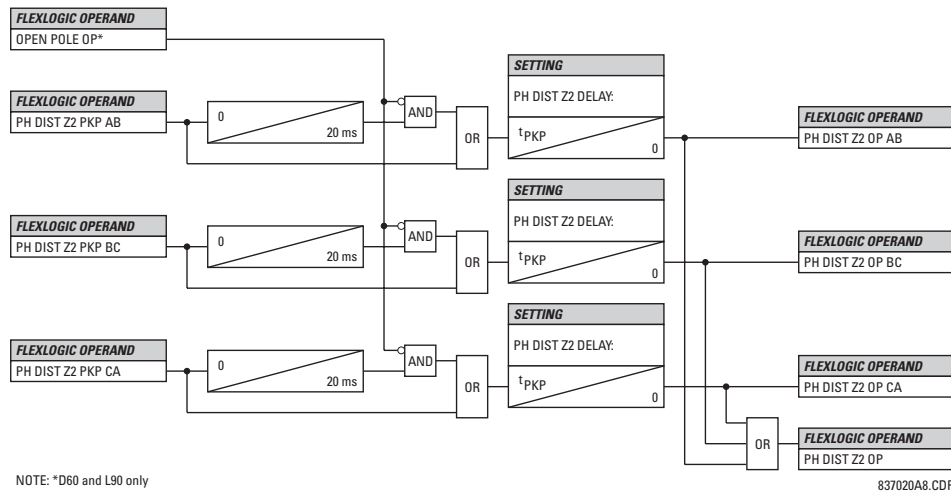 FLEXLOGIC OPERAND
OPEN POLE OP*
FLEXLOGIC OPERAND
PH DIST Z2 PKP AB
0
20 ms
AND
OR
SETTING
PH DIST Z2 DELAY:
tPKP
0
FLEXLOGIC OPERAND
PH DIST Z2 OP AB
FLEXLOGIC OPERAND
PH DIST Z2 PKP BC
0
20 ms
AND
OR
SETTING
PH DIST Z2 DELAY:
tPKP
0
FLEXLOGIC OPERAND
PH DIST Z2 OP BC
FLEXLOGIC OPERAND
PH DIST Z2 PKP CA
0
20 ms
AND
OR
SETTING
PH DIST Z2 DELAY:
tPKP
0
FLEXLOGIC OPERAND
PH DIST Z2 OP CA
OR
FLEXLOGIC OPERAND
PH DIST Z2 OP
NOTE: *D60 and L90 only